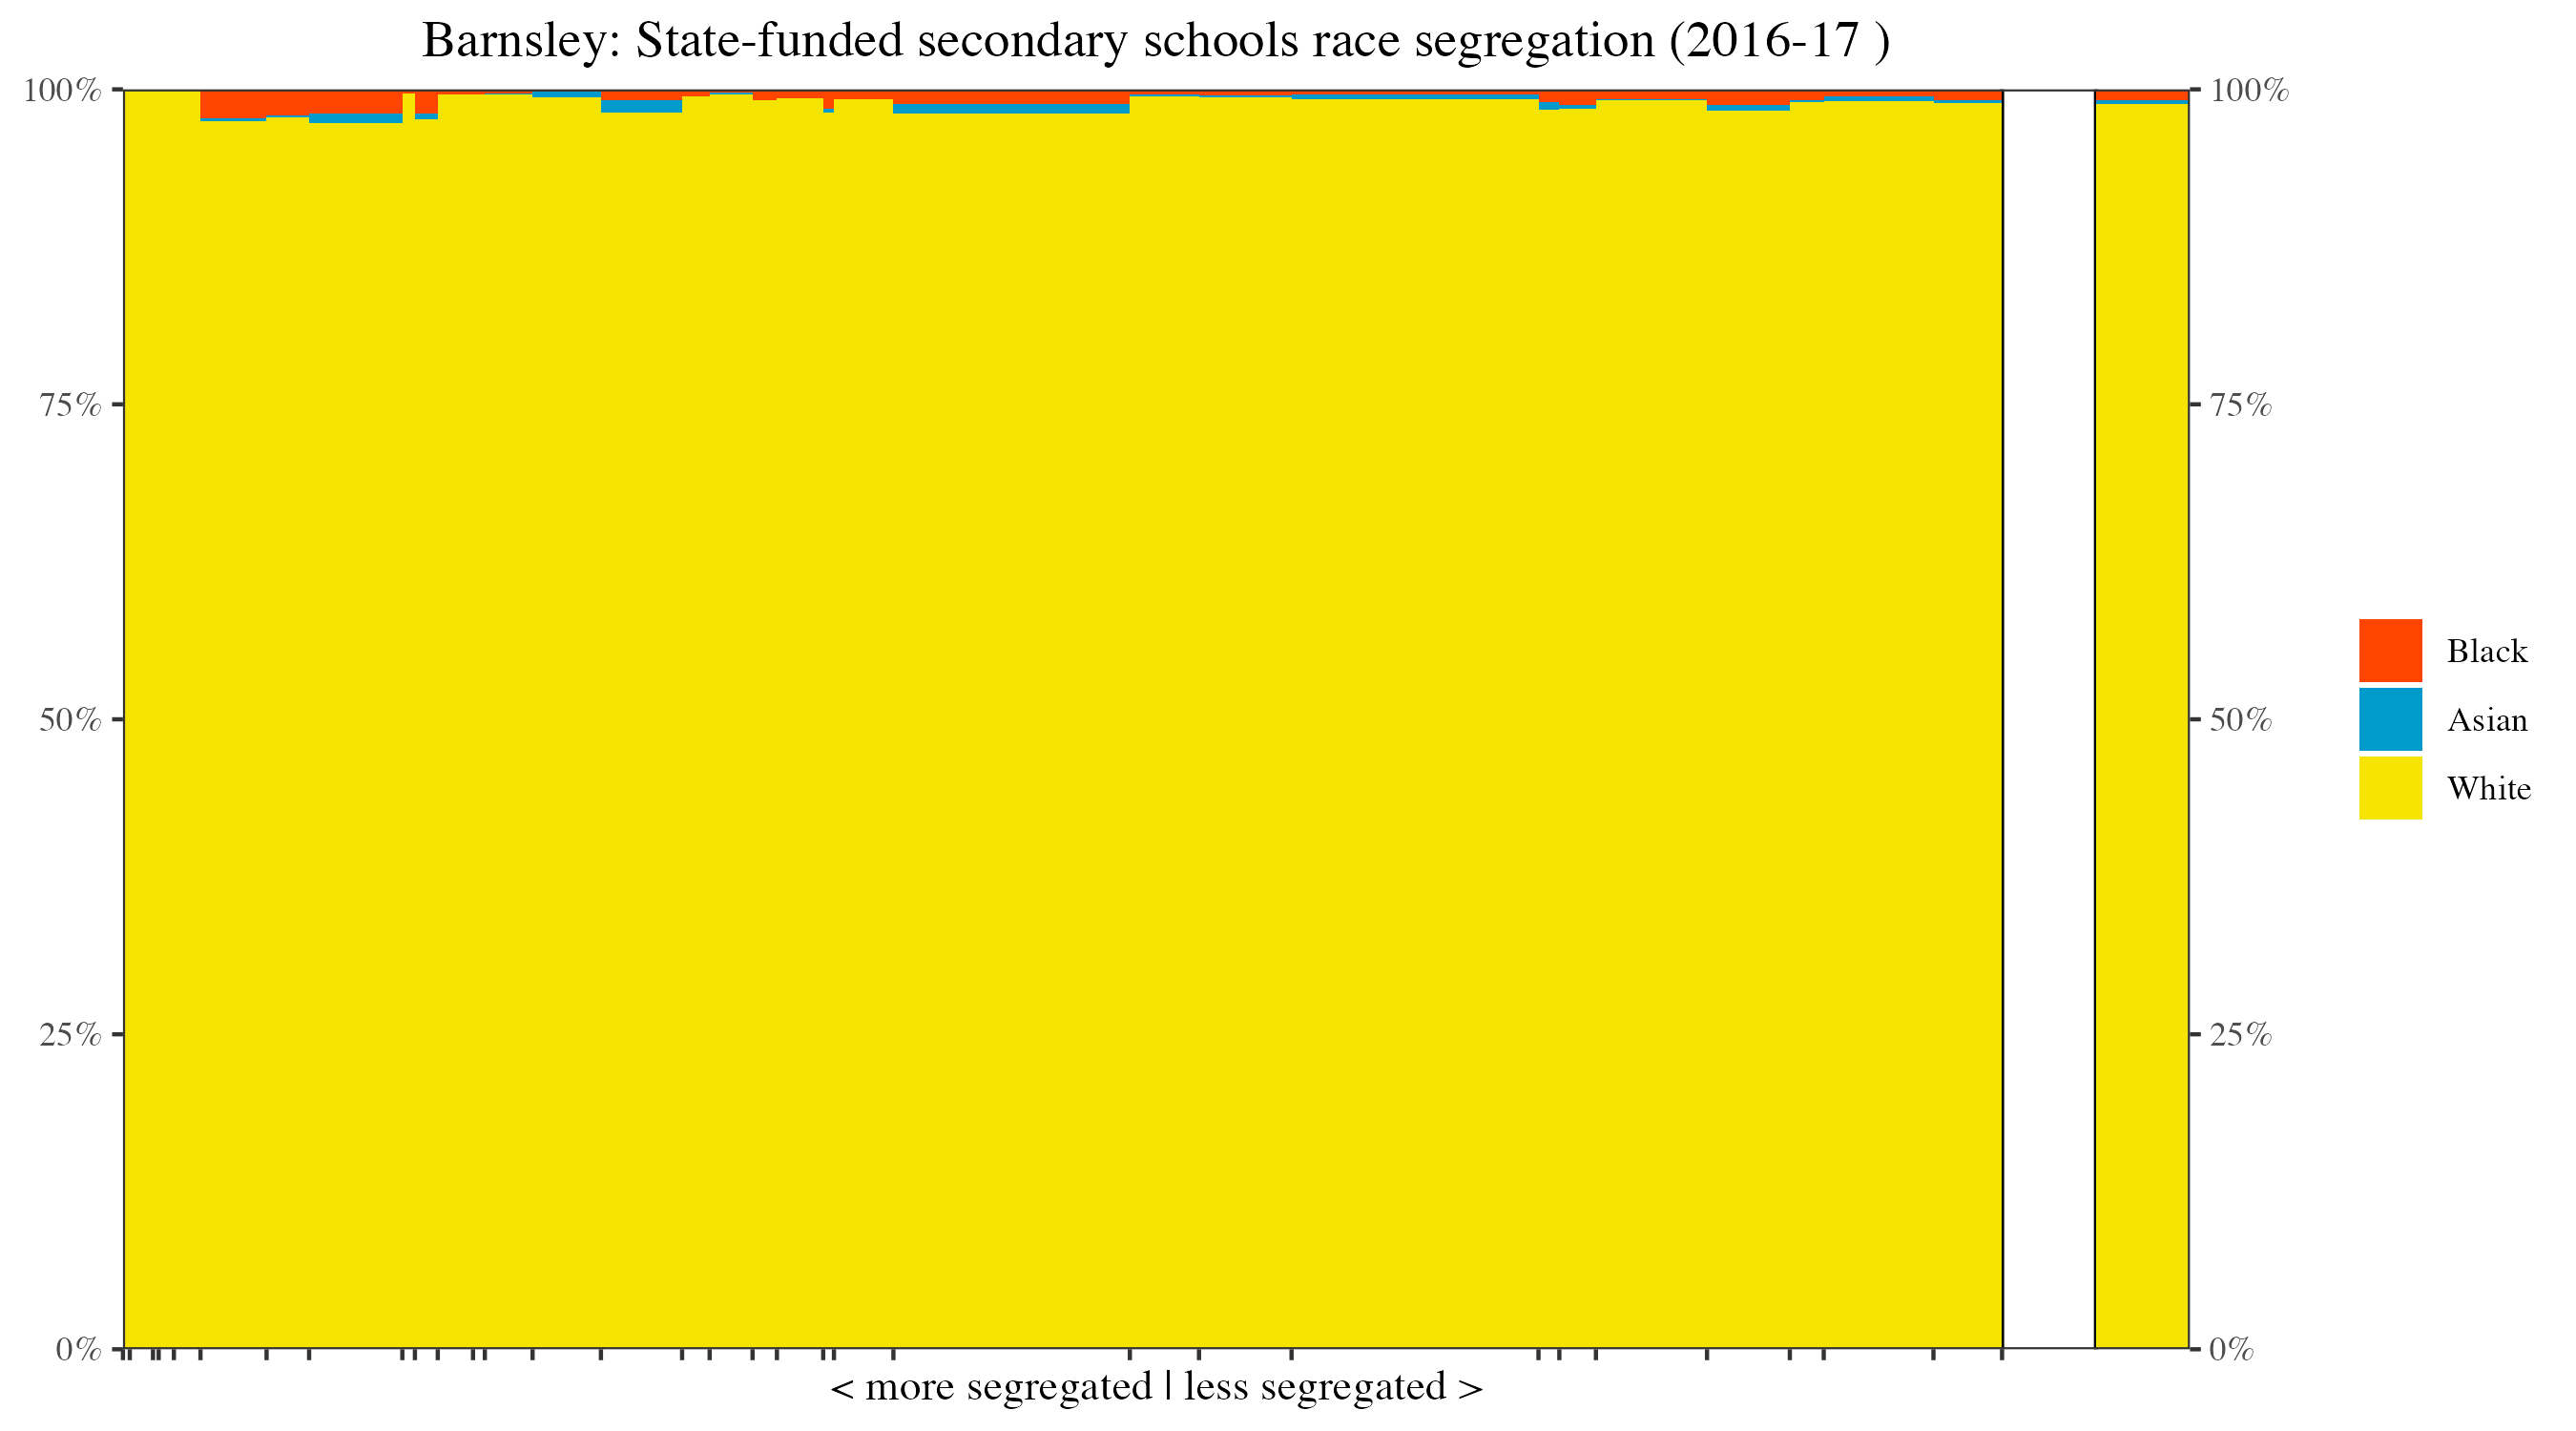 Barnsley: State-funded secondary schools race segregation (2016-17 )
100%
75%
50%
25%
0%
100%
75%
50%
25%
0%
Black
Asian
White
< more segregated | less segregated >